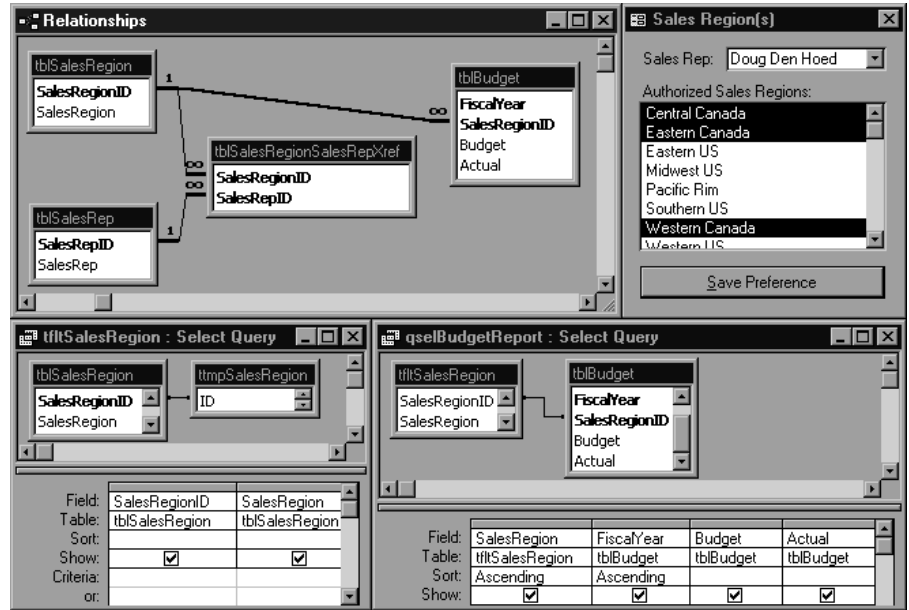 Relationships
tblSalesRegion
SalesRegionID
SalesRegion
1
∞
tblBudget
FiscalYear
SalesRegionID
Budget
Actual
tblSalesRegionSalesRepXref
SalesRegionID
SalesRepID
∞
∞
tblSalesRep
SalesRepID
SalesRep
1
Sales Region(s)
Sales Rep: Doug Den Hoed
Authorized Sales Regions:
Central Canada
Eastern Canada
Eastern US
Midwest US
Pacific Rim
Southern US
Western Canada
Western US
Save Preference
tfltSalesRegion : Select Query
tblSalesRegion
SalesRegionID
SalesRegion
ttmpSalesRegion
ID
Field: SalesRegionID SalesRegion
Table: tblSalesRegion tblSalesRegion
Sort:
Show:
Criteria:
or:
qselBudgetReport : Select Query
tfltSalesRegion
SalesRegionID
SalesRegion
tblBudget
FiscalYear
SalesRegionID
Budget
Actual
Field: SalesRegion FiscalYear Budget Actual
Table: tfltSalesRegion tblBudget tblBudget tblBudget
Sort: Ascending Ascending
Show: